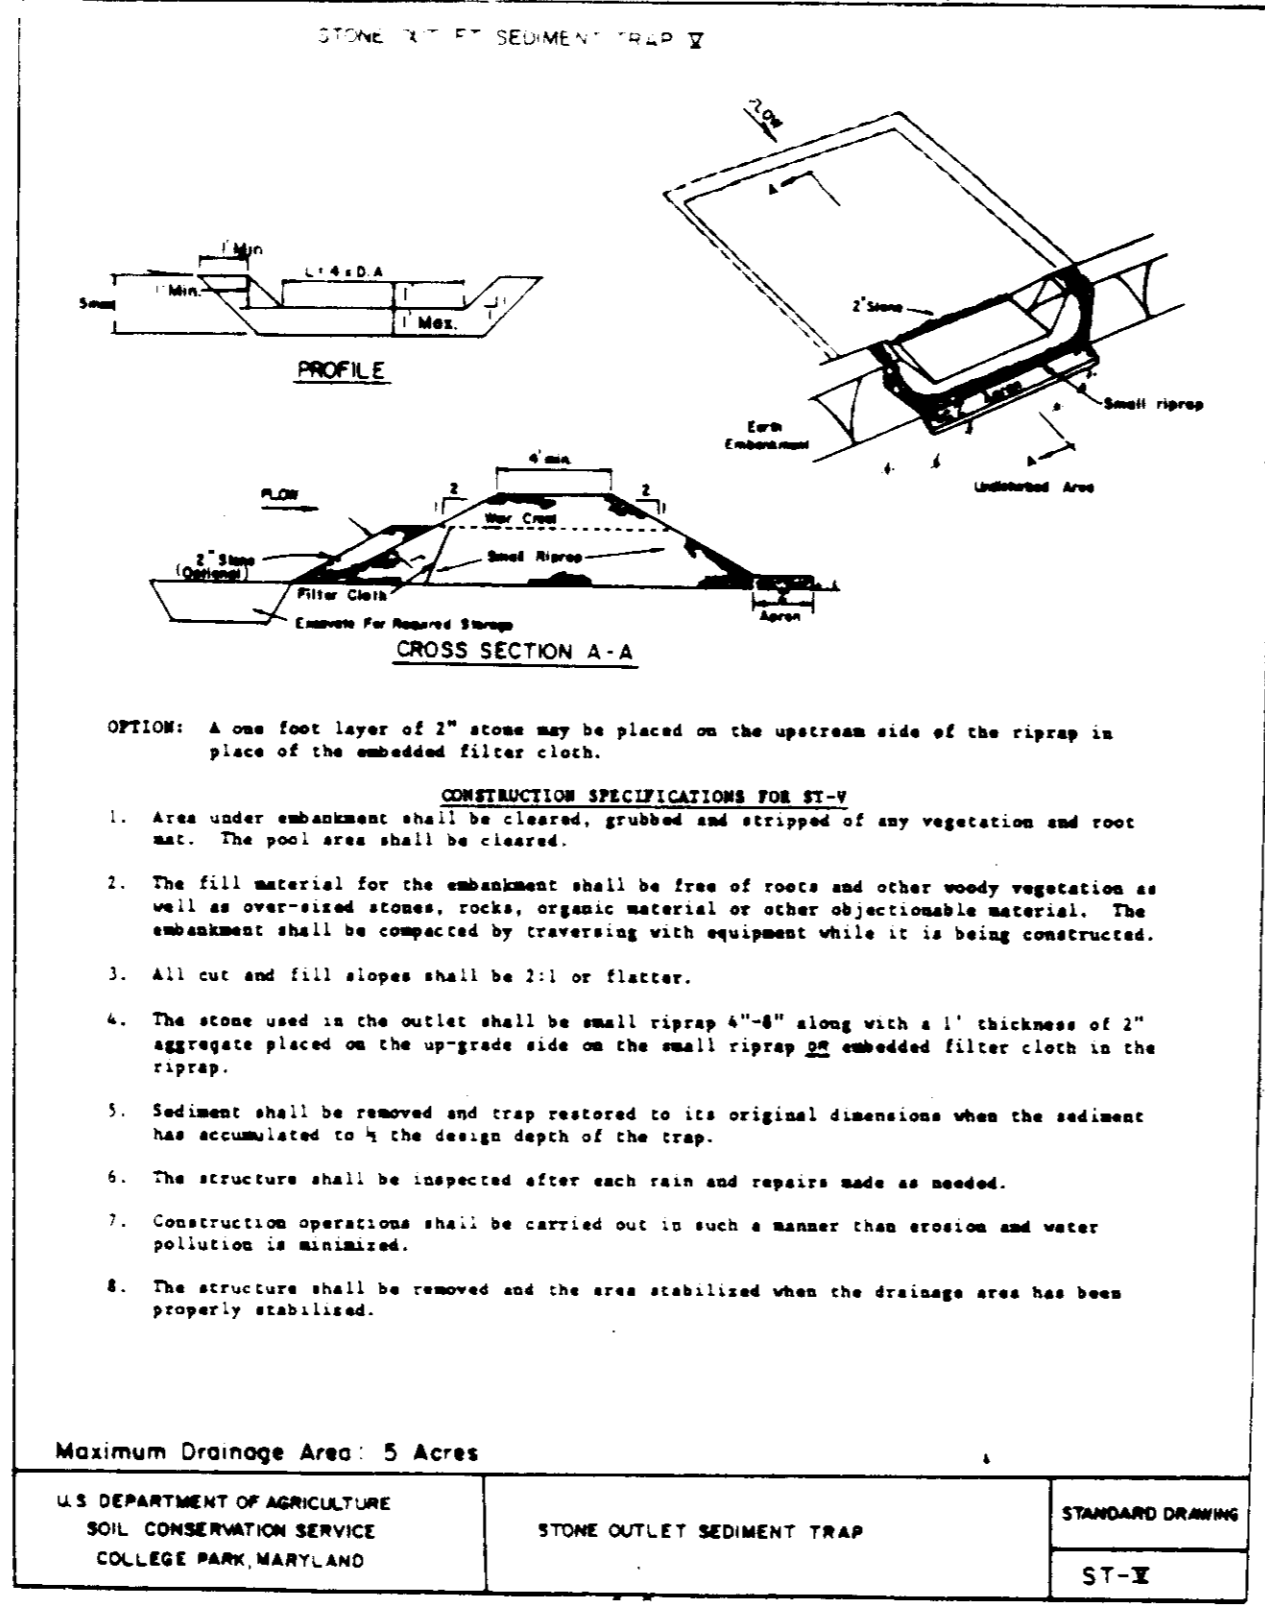 STONE OUTLET SEDIMENT TRAP V
FLOW
A
1' Min
L = 4 x D.A
1' Min.
5max
1'
1' Max.
1
1
PROFILE
2" Stone
Apron
Small riprap
Earth
Embankment
A
Undisturbed Area
4' min.
FLOW
2
1
2
1
Weir Crest
2" Stone
(Optional)
Small Riprap
Filter Cloth
Apron
Excavate For Required Storage
CROSS SECTION A-A
OPTION: A one foot layer of 2" stone may be placed on the upstream side of the riprap in
place of the embedded filter cloth.
CONSTRUCTION SPECIFICATIONS FOR ST-V
1. Area under embankment shall be cleared, grubbed and stripped of any vegetation and root
mat. The pool area shall be cleared.
2. The fill material for the embankment shall be free of roots and other woody vegetation as
well as over-sized stones, rocks, organic material or other objectionable material. The
embankment shall be compacted by traversing with equipment while it is being constructed.
3. All cut and fill slopes shall be 2:1 or flatter.
4. The stone used in the outlet shall be small riprap 4"-8" along with a 1' thickness of 2"
aggregate placed on the up-grade side on the small riprap OR embedded filter cloth in the
riprap.
5. Sediment shall be removed and trap restored to its original dimensions when the sediment
has accumulated to ½ the design depth of the trap.
6. The structure shall be inspected after each rain and repairs made as needed.
7. Construction operations shall be carried out in such a manner than erosion and water
pollution is minimized.
8. The structure shall be removed and the area stabilized when the drainage area has been
properly stabilized.
Maximum Drainage Area: 5 Acres
U.S DEPARTMENT OF AGRICULTURE
SOIL CONSERVATION SERVICE
COLLEGE PARK, MARYLAND
STONE OUTLET SEDIMENT TRAP
STANDARD DRAWING
ST-V